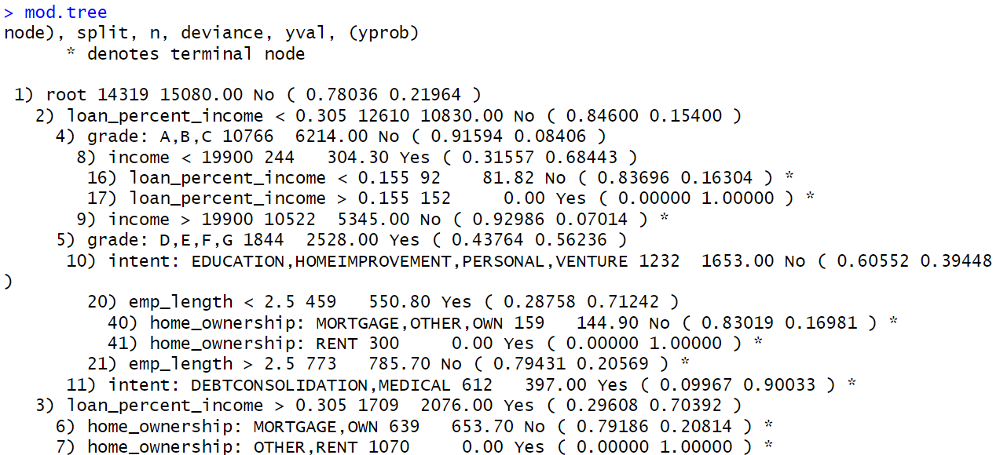 > mod.tree
node), split, n, deviance, yval, (yprob)
      * denotes terminal node

 1) root 14319 15080.00 No ( 0.78036 0.21964 )
   2) loan_percent_income < 0.305 12610 10830.00 No ( 0.84600 0.15400 )
     4) grade: A,B,C 10766  6214.00 No ( 0.91594 0.08406 )
       8) income < 19900 244   304.30 Yes ( 0.31557 0.68443 )
        16) loan_percent_income < 0.155 92    81.82 No ( 0.83696 0.16304 ) *
        17) loan_percent_income > 0.155 152     0.00 Yes ( 0.00000 1.00000 ) *
       9) income > 19900 10522  5345.00 No ( 0.92986 0.07014 ) *
     5) grade: D,E,F,G 1844  2528.00 Yes ( 0.43764 0.56236 )
      10) intent: EDUCATION,HOMEIMPROVEMENT,PERSONAL,VENTURE 1232  1653.00 No ( 0.60552 0.39448
)
        20) emp_length < 2.5 459   550.80 Yes ( 0.28758 0.71242 )
          40) home_ownership: MORTGAGE,OTHER,OWN 159   144.90 No ( 0.83019 0.16981 ) *
          41) home_ownership: RENT 300     0.00 Yes ( 0.00000 1.00000 ) *
        21) emp_length > 2.5 773   785.70 No ( 0.79431 0.20569 ) *
      11) intent: DEBTCONSOLIDATION,MEDICAL 612   397.00 Yes ( 0.09967 0.90033 ) *
   3) loan_percent_income > 0.305 1709  2076.00 Yes ( 0.29608 0.70392 )
     6) home_ownership: MORTGAGE,OWN 639   653.70 No ( 0.79186 0.20814 ) *
     7) home_ownership: OTHER,RENT 1070     0.00 Yes ( 0.00000 1.00000 ) *